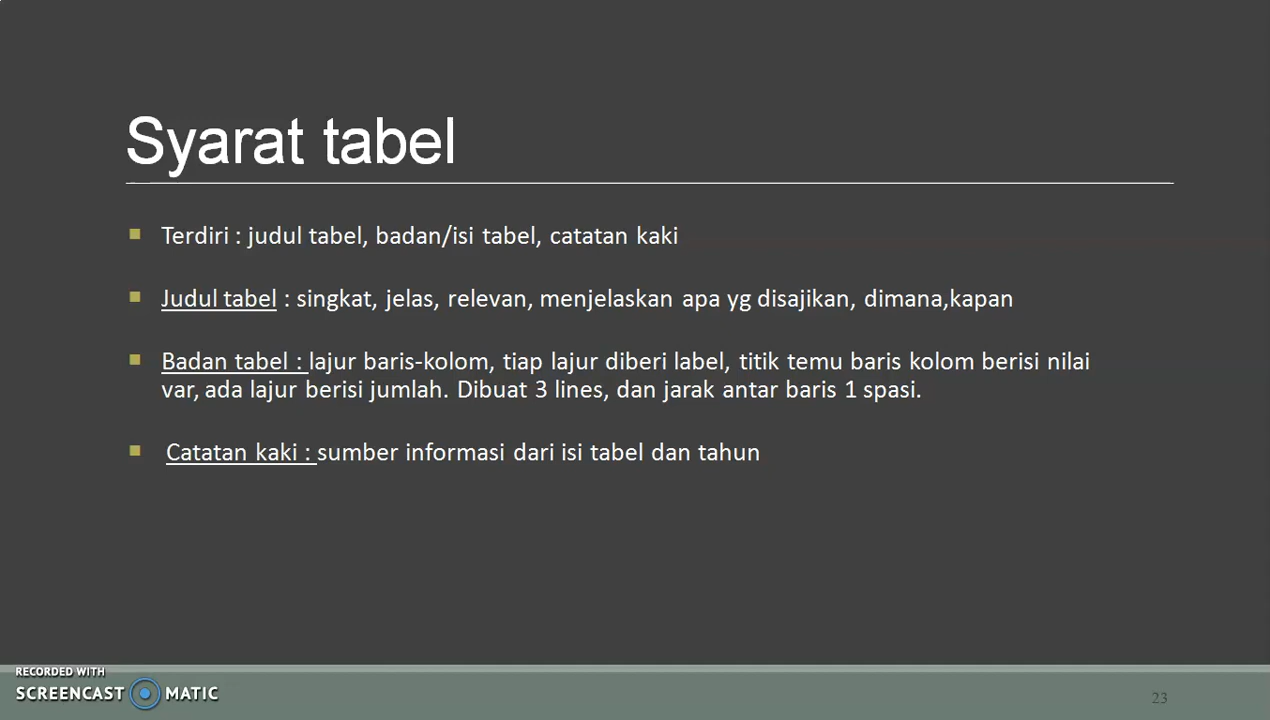 Syarat tabel
Terdiri : judul tabel, badan/isi tabel, catatan kaki
Judul tabel : singkat, jelas, relevan, menjelaskan apa yg disajikan, dimana,kapan
Badan tabel : lajur baris-kolom, tiap lajur diberi label, titik temu baris kolom berisi nilai
var, ada lajur berisi jumlah. Dibuat 3 lines, dan jarak antar baris 1 spasi.
Catatan kaki : sumber informasi dari isi tabel dan tahun
RECORDED WITH
SCREENCAST MATIC
23